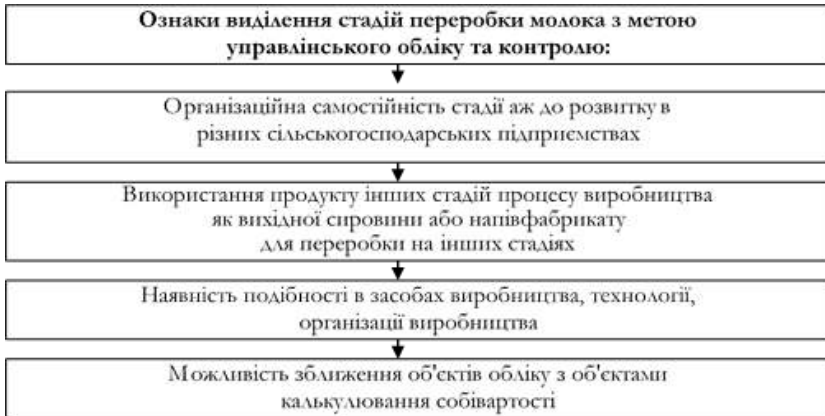 Ознаки виділення стадій переробки молока з метою
управлінського обліку та контролю:
Організаційна самостійність стадії аж до розвитку в
різних сільськогосподарських підприємствах
Використання продукту інших стадій процесу виробництва
як вихідної сировини або напівфабрикату
для переробки на інших стадіях
Наявність подібності в засобах виробництва, технології,
організації виробництва
Можливість зближення об'єктів обліку з об'єктами
калькулювання собівартості